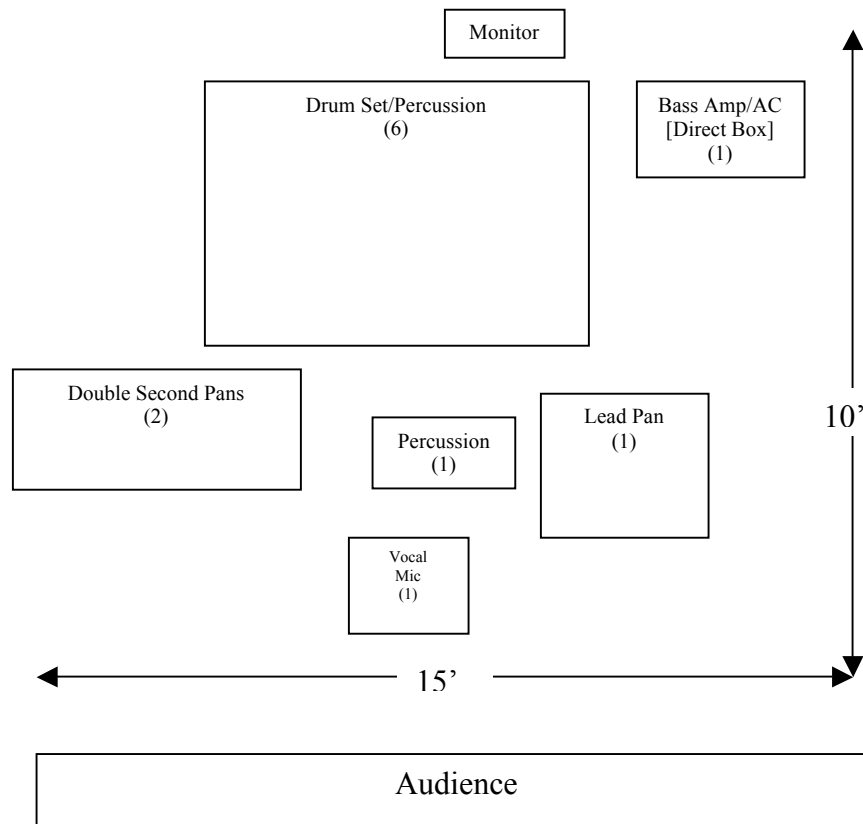 Monitor
Drum Set/Percussion
(6)
Bass Amp/AC
[Direct Box]
(1)
Double Second Pans
(2)
Lead Pan
(1)
10’
Percussion
(1)
Vocal
Mic
(1)
15’
Audience